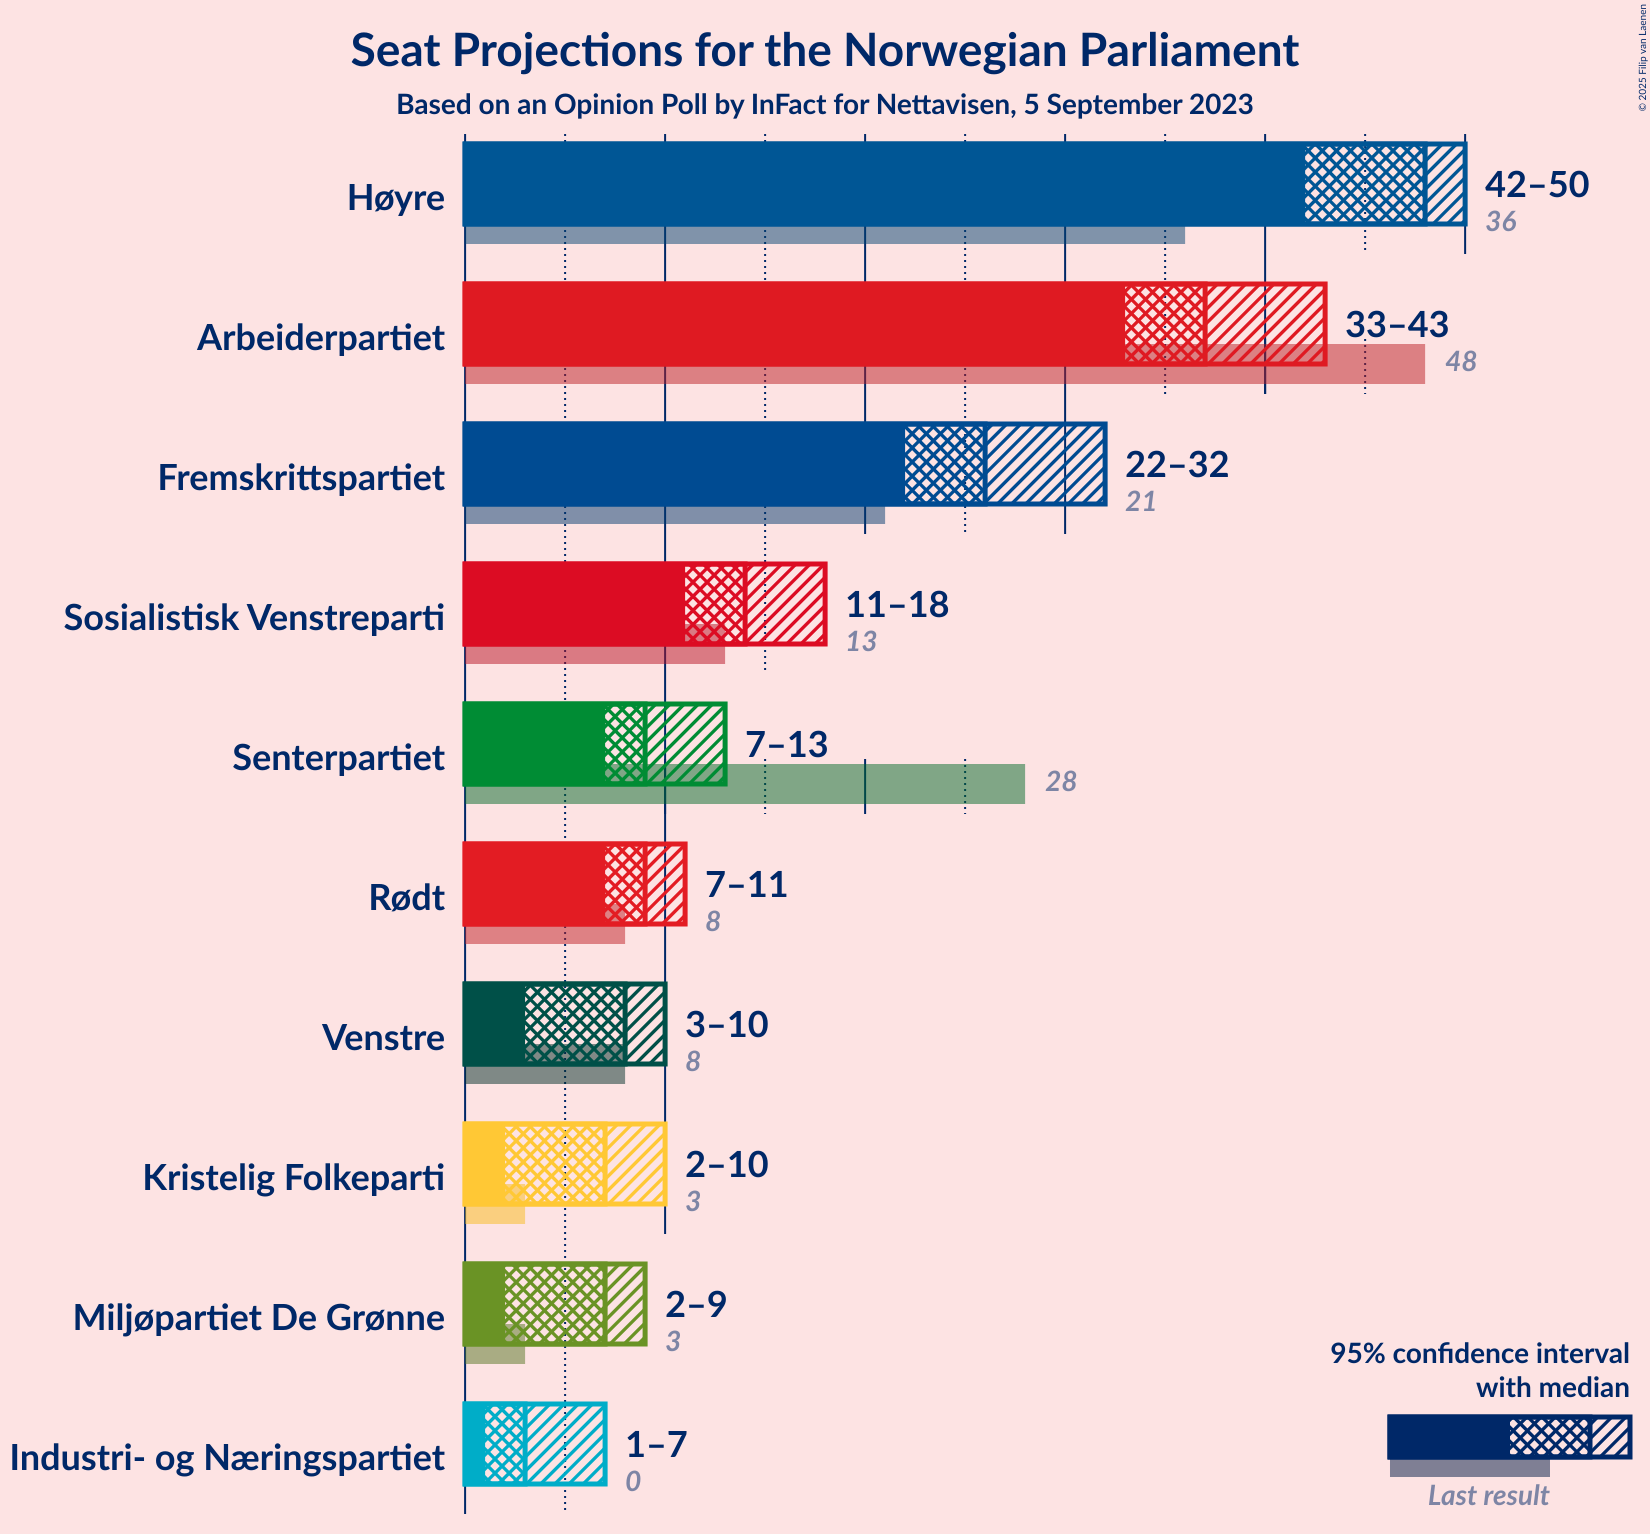 Seat Projections for the Norwegian Parliament
Based on an Opinion Poll by InFact for Nettavisen, 5 September 2023
© 2025 Filip van Laenen
Høyre
42–50
36
Arbeiderpartiet
33–43
48
Fremskrittspartiet
22–32
21
Sosialistisk Venstreparti
11–18
13
Senterpartiet
7–13
28
Rødt
7–11
8
Venstre
3–10
8
Kristelig Folkeparti
2–10
3
Miljøpartiet De Grønne
2–9
3
Industri- og Næringspartiet
1–7
0
95% confidence interval
with median
Last result